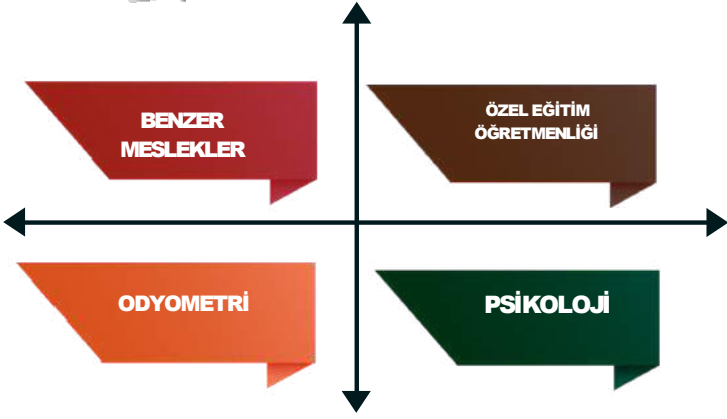 BENZER
MESLEKLER
ÖZEL EĞİTİM
ÖĞRETMENLİĞİ
ODYOMETRİ
PSİKOLOJİ